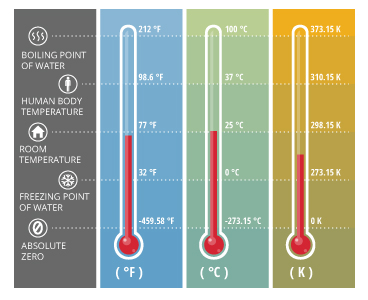 212 °F 100 °C 373.15 K
BOILING POINT
OF WATER
98.6 °F 37 °C 310.15 K
HUMAN BODY
TEMPERATURE
77 °F 25 °C 298.15 K
ROOM
TEMPERATURE
32 °F 0 °C 273.15 K
FREEZING POINT
OF WATER
-459.58 °F -273.15 °C 0 K
ABSOLUTE
ZERO
(°F) (°C) (K)